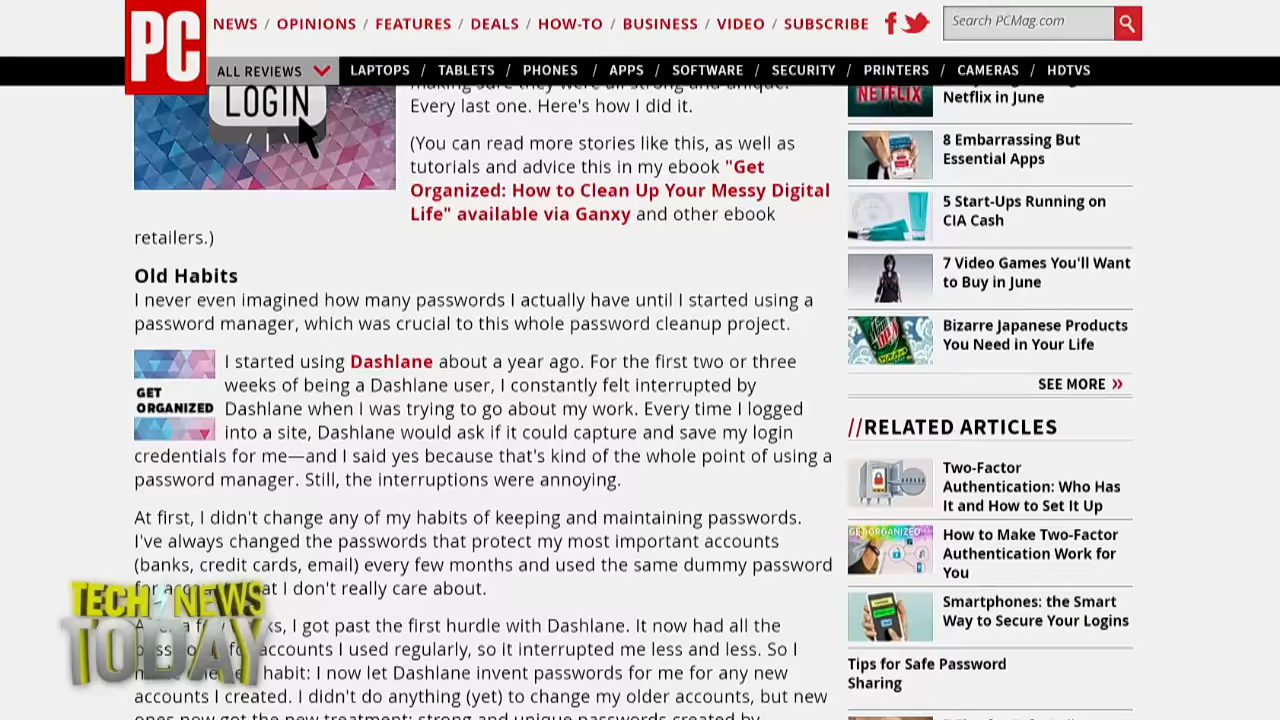 PC
NEWS / OPINIONS / FEATURES / DEALS / HOW-TO / BUSINESS / VIDEO / SUBSCRIBE
Search PCMag.com
ALL REVIEWS
LAPTOPS / TABLETS / PHONES / APPS / SOFTWARE / SECURITY / PRINTERS / CAMERAS / HDTVS
LOGIN
Every last one. Here's how I did it.
(You can read more stories like this, as well as
tutorials and advice this in my ebook "Get
Organized: How to Clean Up Your Messy Digital
Life" available via Ganxy and other ebook
retailers.)
Old Habits
I never even imagined how many passwords I actually have until I started using a
password manager, which was crucial to this whole password cleanup project.
GET
ORGANIZED
I started using Dashlane about a year ago. For the first two or three
weeks of being a Dashlane user, I constantly felt interrupted by
Dashlane when I was trying to go about my work. Every time I logged
into a site, Dashlane would ask if it could capture and save my login
credentials for me—and I said yes because that's kind of the whole point of using a
password manager. Still, the interruptions were annoying.
At first, I didn't change any of my habits of keeping and maintaining passwords.
I've always changed the passwords that protect my most important accounts
(banks, credit cards, email) every few months and used the same dummy password
for at I don't really care about.
I got past the first hurdle with Dashlane. It now had all the
accounts I used regularly, so it interrupted me less and less. So I
habit: I now let Dashlane invent passwords for me for any new
accounts I created. I didn't do anything (yet) to change my older accounts, but new
TECH NEWS
TODAY
NETFLIX
Netflix in June
8 Embarrassing But
Essential Apps
5 Start-Ups Running on
CIA Cash
7 Video Games You'll Want
to Buy in June
Bizarre Japanese Products
You Need in Your Life
SEE MORE »
//RELATED ARTICLES
Two-Factor
Authentication: Who Has
It and How to Set It Up
GET ORGANIZED
How to Make Two-Factor
Authentication Work for
You
Smartphones: the Smart
Way to Secure Your Logins
Tips for Safe Password
Sharing